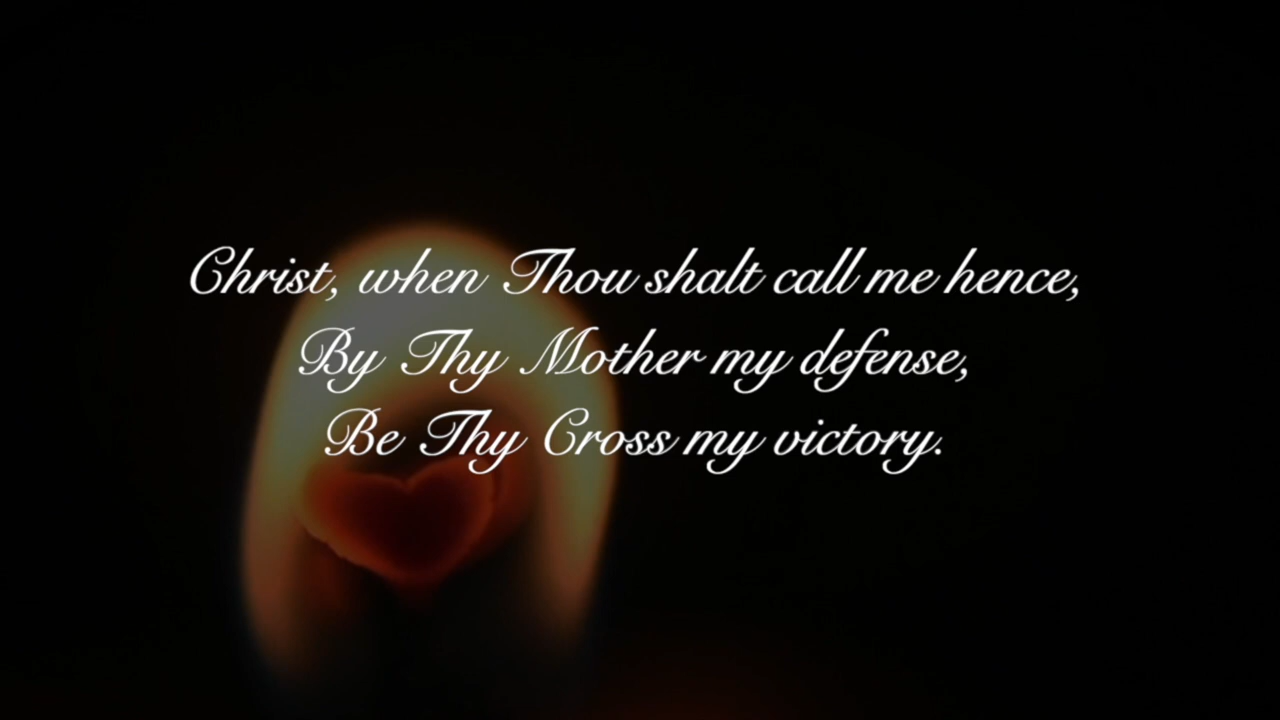 Christ, when Thou shalt call me hence,
By Thy Mother my defense,
Be Thy Cross my victory.